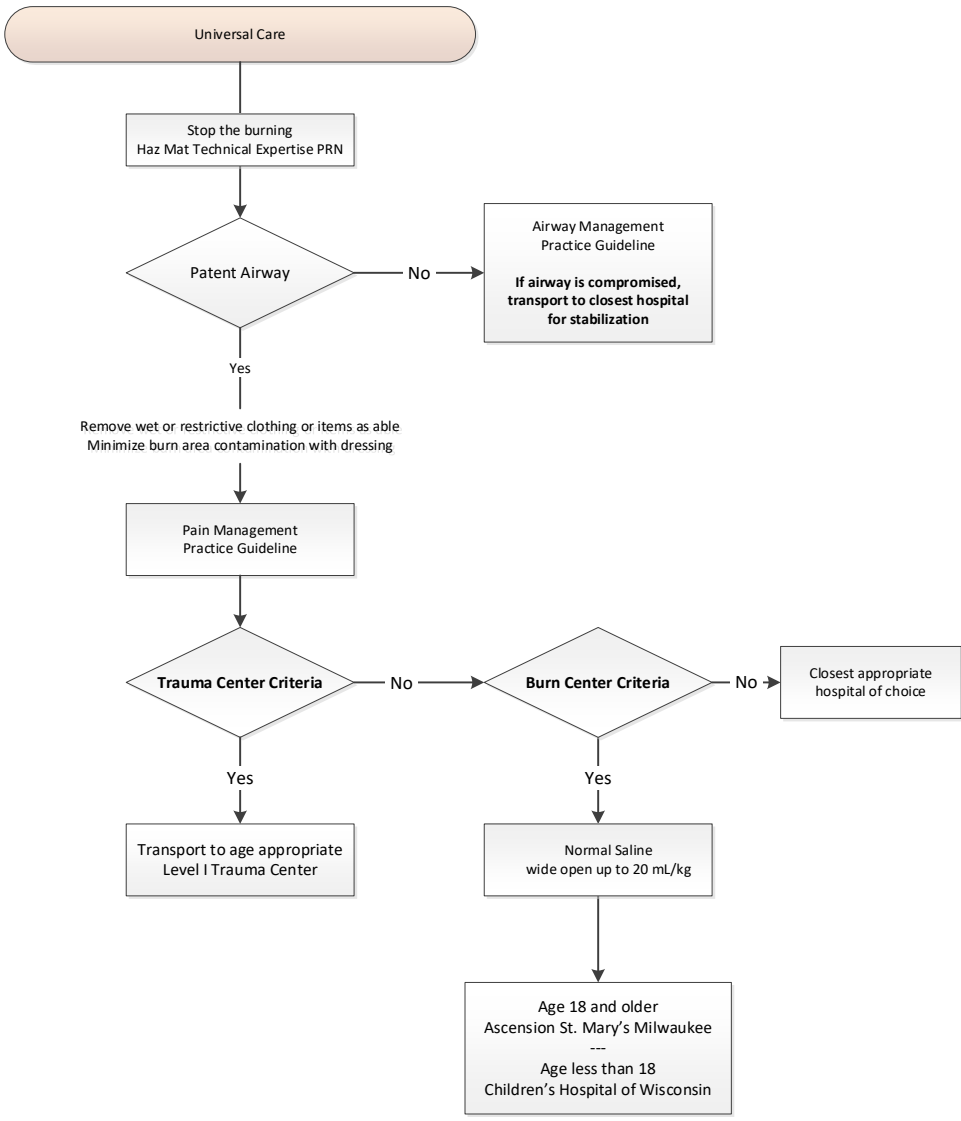 Universal Care
Stop the burning
Haz Mat Technical Expertise PRN
Patent Airway
No
Airway Management
Practice Guideline
If airway is compromised,
transport to closest hospital
for stabilization
Yes
Remove wet or restrictive clothing or items as able
Minimize burn area contamination with dressing
Pain Management
Practice Guideline
Trauma Center Criteria
No
Burn Center Criteria
No
Closest appropriate
hospital of choice
Yes
Yes
Transport to age appropriate
Level I Trauma Center
Normal Saline
wide open up to 20 mL/kg
Age 18 and older
Ascension St. Mary’s Milwaukee
---
Age less than 18
Children’s Hospital of Wisconsin